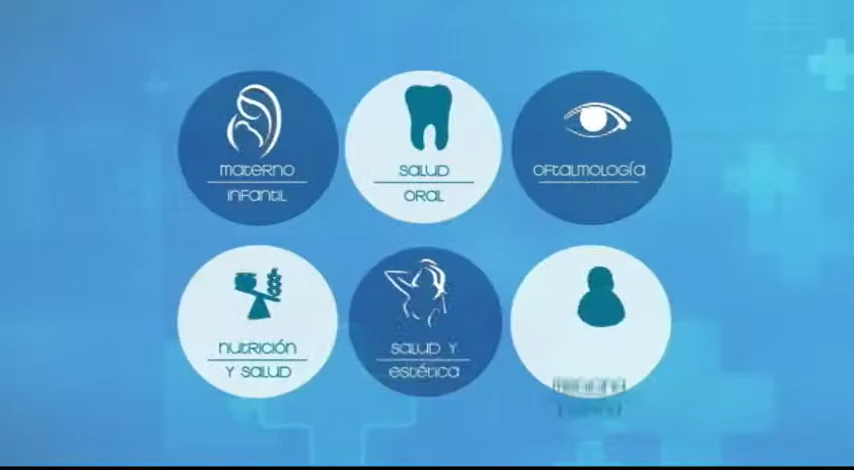 materno
infantil
salud
oral
oftalmología
nutrición
y salud
salud y
estética